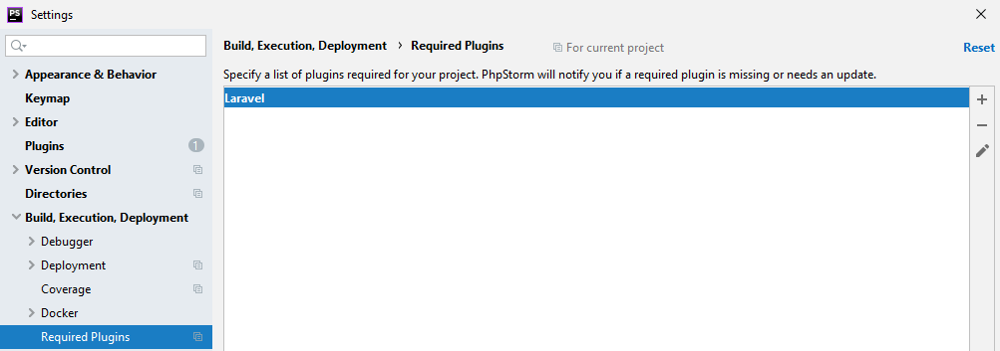 PS Settings
Build, Execution, Deployment › Required Plugins For current project Reset
Specify a list of plugins required for your project. PhpStorm will notify you if a required plugin is missing or needs an update.
Laravel
Appearance & Behavior
Keymap
Editor
Plugins 1
Version Control
Directories
Build, Execution, Deployment
Debugger
Deployment
Coverage
Docker
Required Plugins